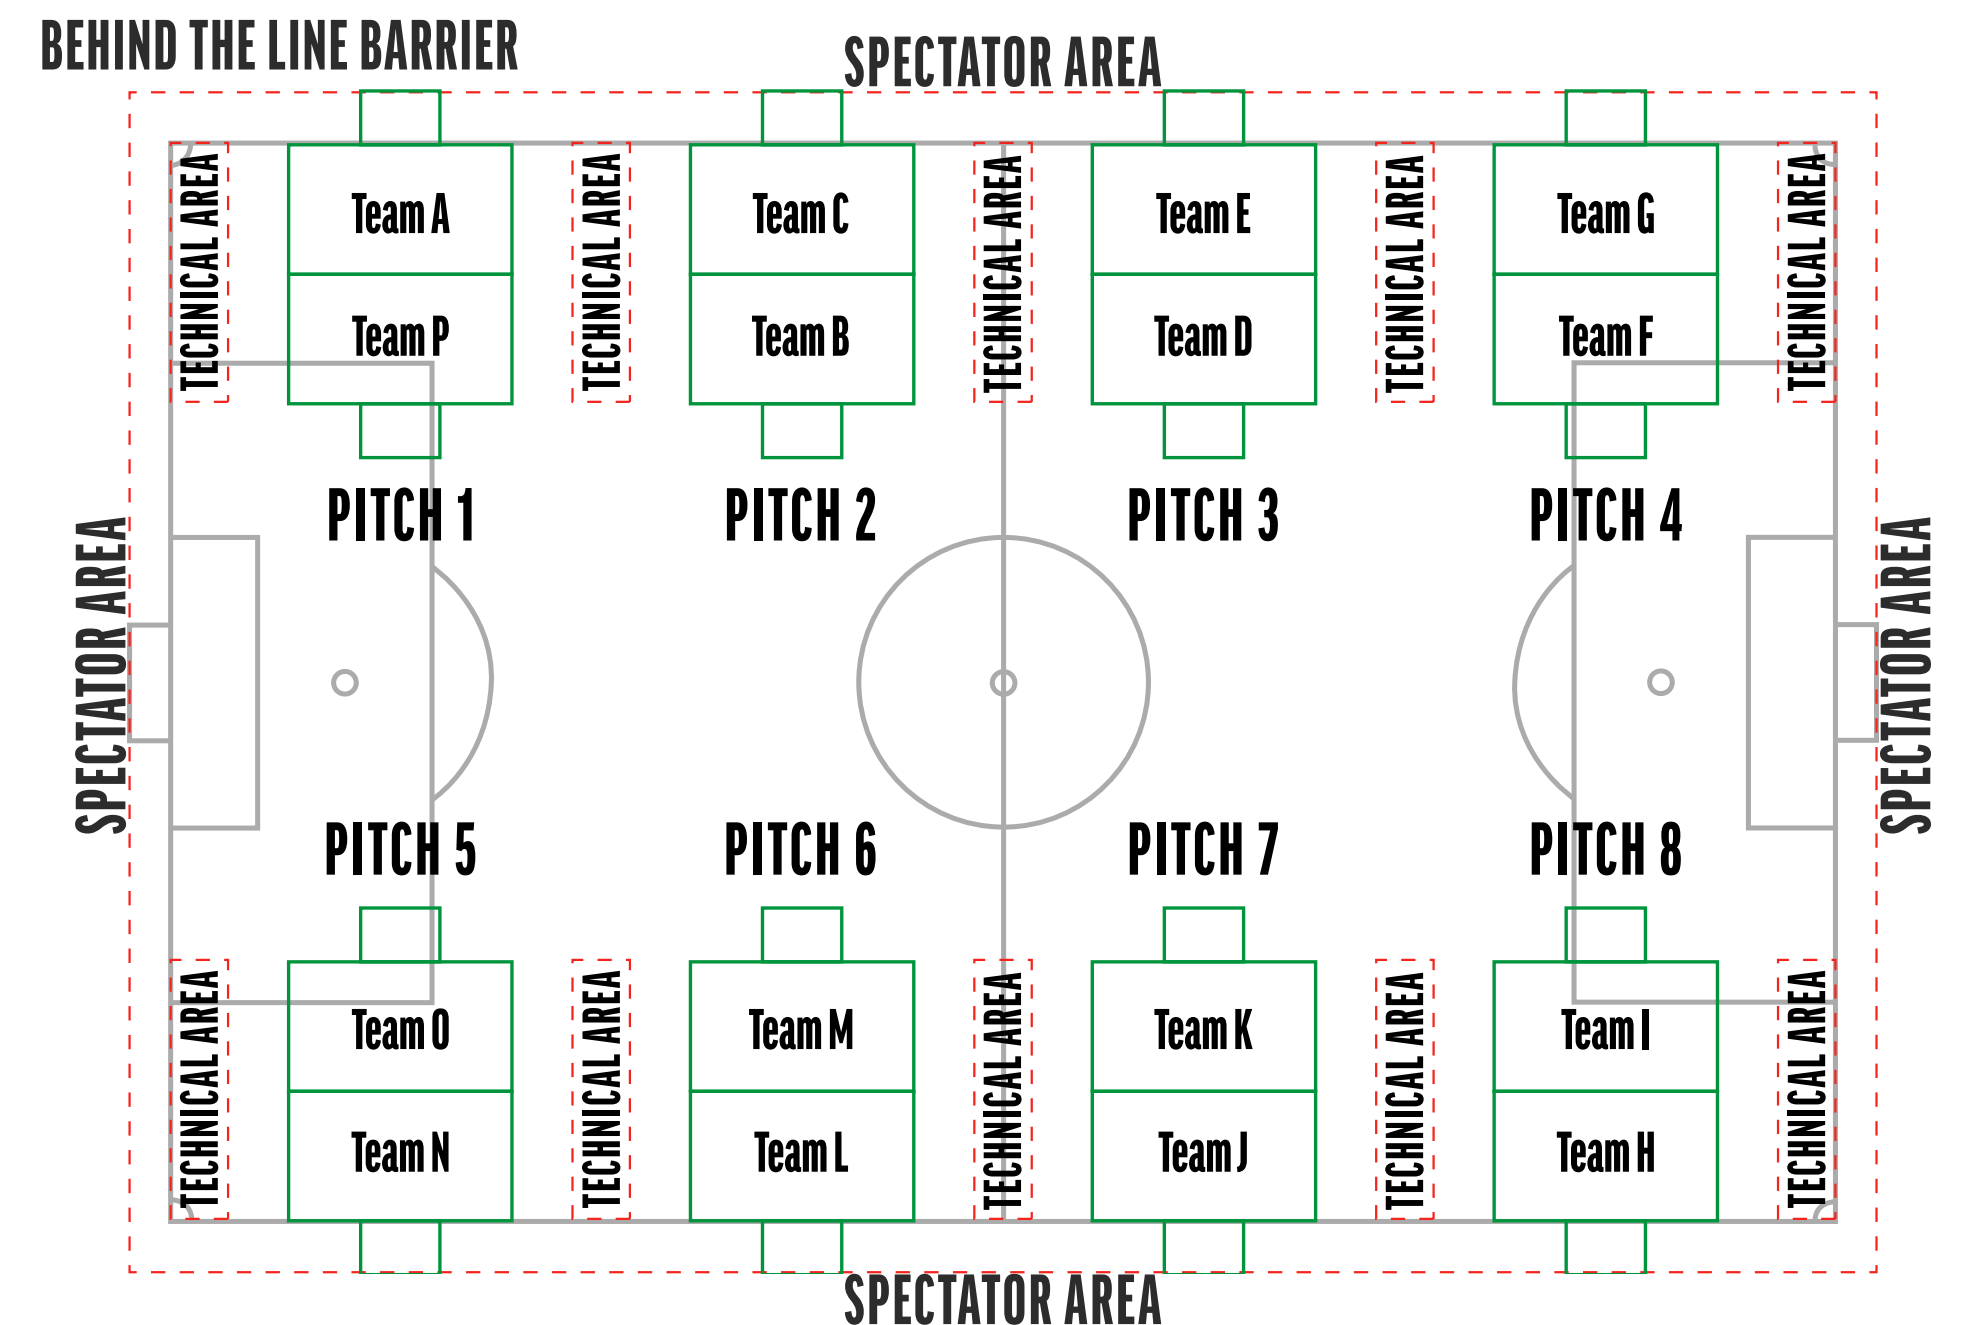 BEHIND THE LINE BARRIER
SPECTATOR AREA
TECHNICAL AREA
Team A
Team P
TECHNICAL AREA
Team C
Team B
TECHNICAL AREA
Team E
Team D
TECHNICAL AREA
Team G
Team F
TECHNICAL AREA
PITCH 1
PITCH 2
PITCH 3
PITCH 4
SPECTATOR AREA
SPECTATOR AREA
PITCH 5
PITCH 6
PITCH 7
PITCH 8
TECHNICAL AREA
Team O
Team N
TECHNICAL AREA
Team M
Team L
TECHNICAL AREA
Team K
Team J
TECHNICAL AREA
Team I
Team H
TECHNICAL AREA
SPECTATOR AREA